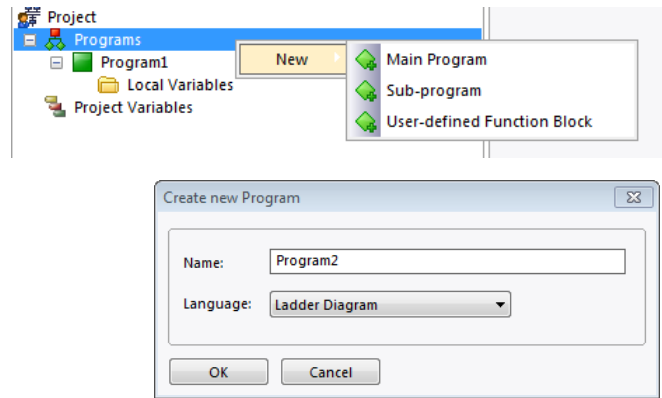 Project
Programs
Program1
New
Main Program
Local Variables
Sub-program
Project Variables
User-defined Function Block
Create new Program
Name:
Program2
Language:
Ladder Diagram
OK
Cancel